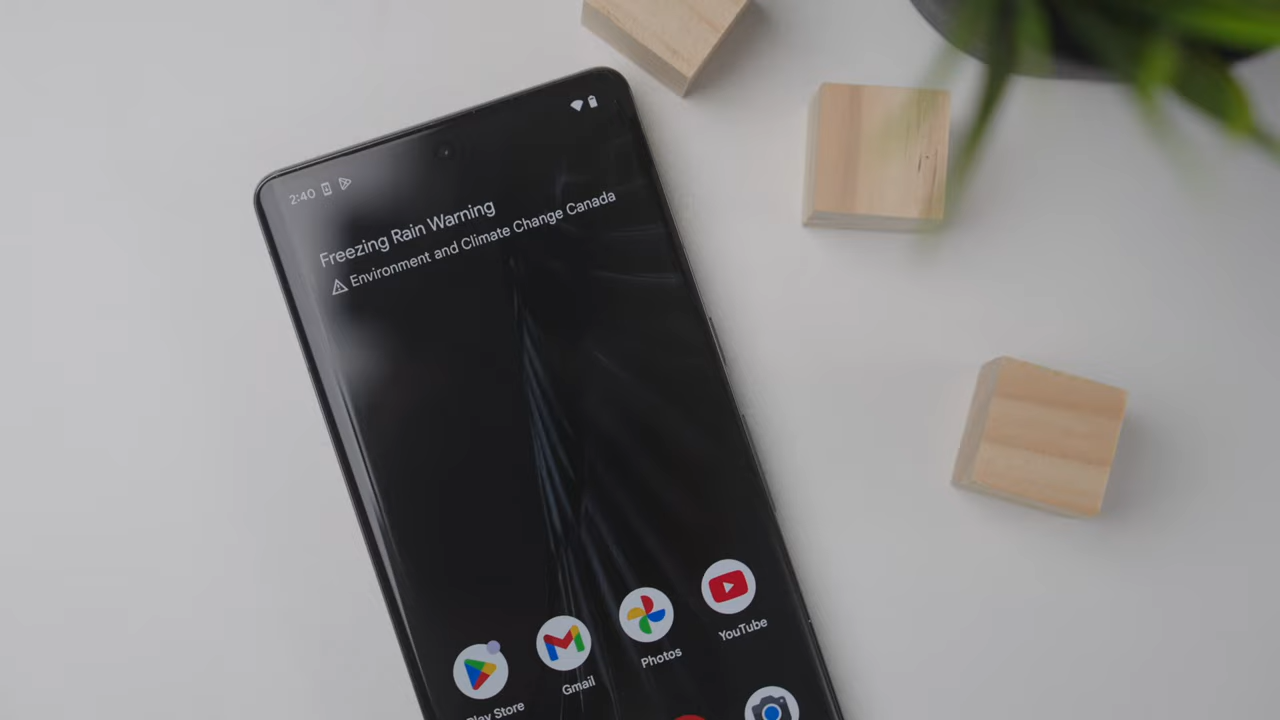 2:40
Freezing Rain Warning
Environment and Climate Change Canada
Play Store
Gmail
Photos
YouTube